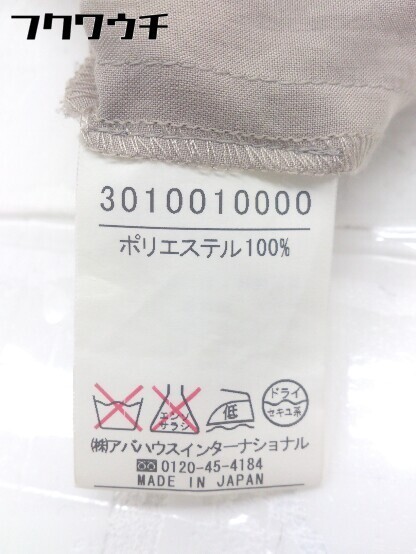 フクワウチ
3010010000
ポリエステル100%
エンソ
サラシ
低
ドライ
セキユ系
㈱アバハウスインターナショナル
0120-45-4184
MADE IN JAPAN